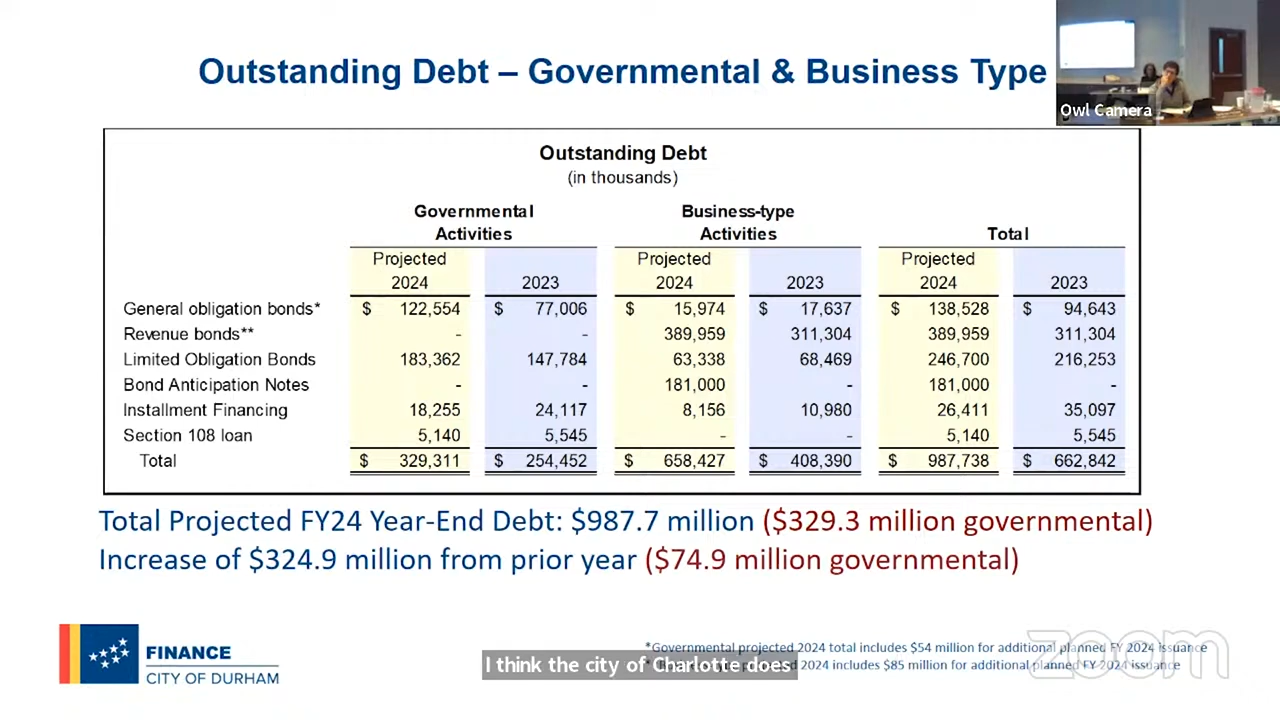 Outstanding Debt – Governmental & Business Type
Owl Camera
Outstanding Debt
(in thousands)
Governmental Activities Business-type Activities Total
Projected 2024 2023 Projected 2024 2023 Projected 2024 2023
General obligation bonds* $ 122,554 $ 77,006 $ 15,974 $ 17,637 $ 138,528 $ 94,643
Revenue bonds** - - 389,959 311,304 389,959 311,304
Limited Obligation Bonds 183,362 147,784 63,338 68,469 246,700 216,253
Bond Anticipation Notes - - 181,000 - 181,000 -
Installment Financing 18,255 24,117 8,156 10,980 26,411 35,097
Section 108 loan 5,140 5,545 - - 5,140 5,545
Total $ 329,311 $ 254,452 $ 658,427 $ 408,390 $ 987,738 $ 662,842
Total Projected FY24 Year-End Debt: $987.7 million ($329.3 million governmental)
Increase of $324.9 million from prior year ($74.9 million governmental)
FINANCE
CITY OF DURHAM
*Governmental projected 2024 total includes $54 million for additional planned FY 2024 issuance
2024 includes $85 million for additional planned FY 2024 issuance
I think the city of Charlotte does
zoom